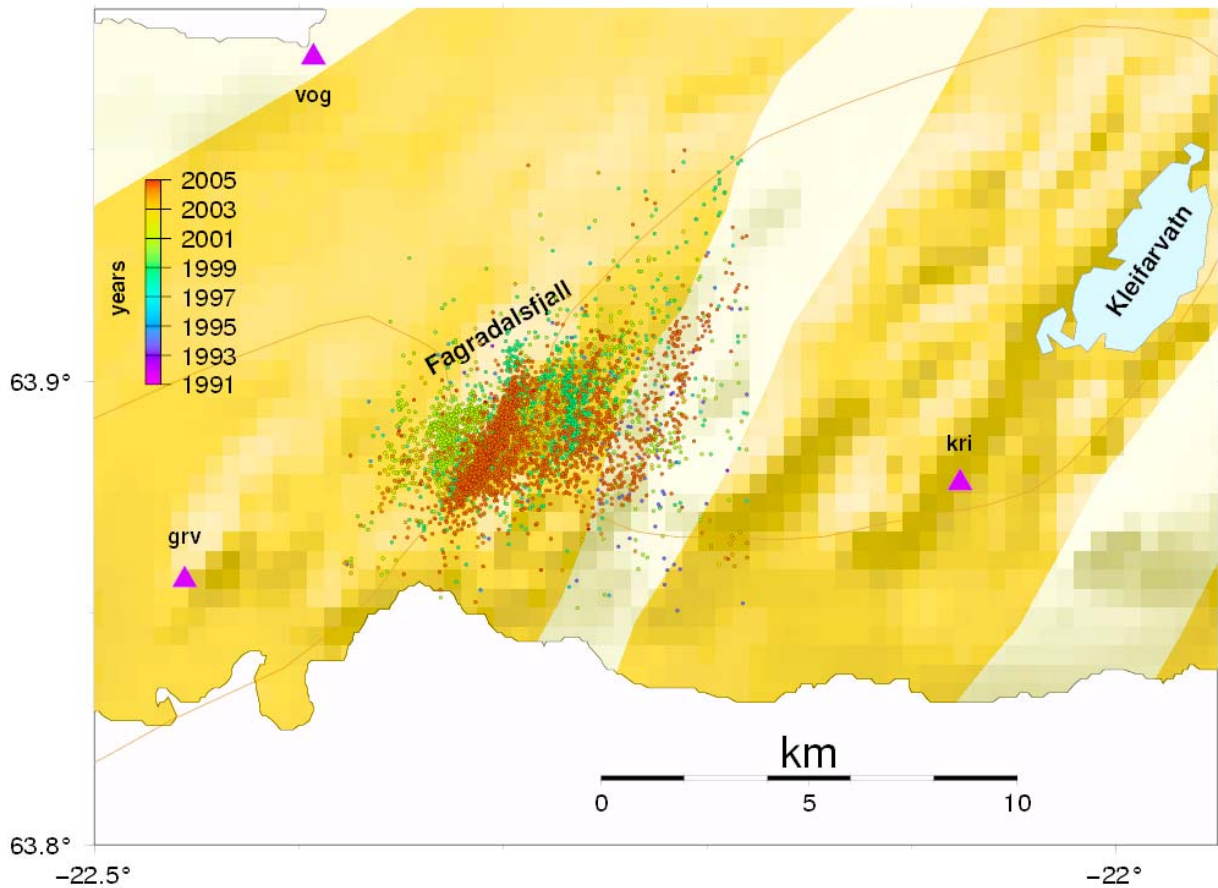 vog
2005
2003
2001
1999
1997
1995
1993
1991
years
Fagradalsfjall
Kleifarvatn
63.9°
kri
grv
km
0
5
10
63.8°
-22.5°
-22°